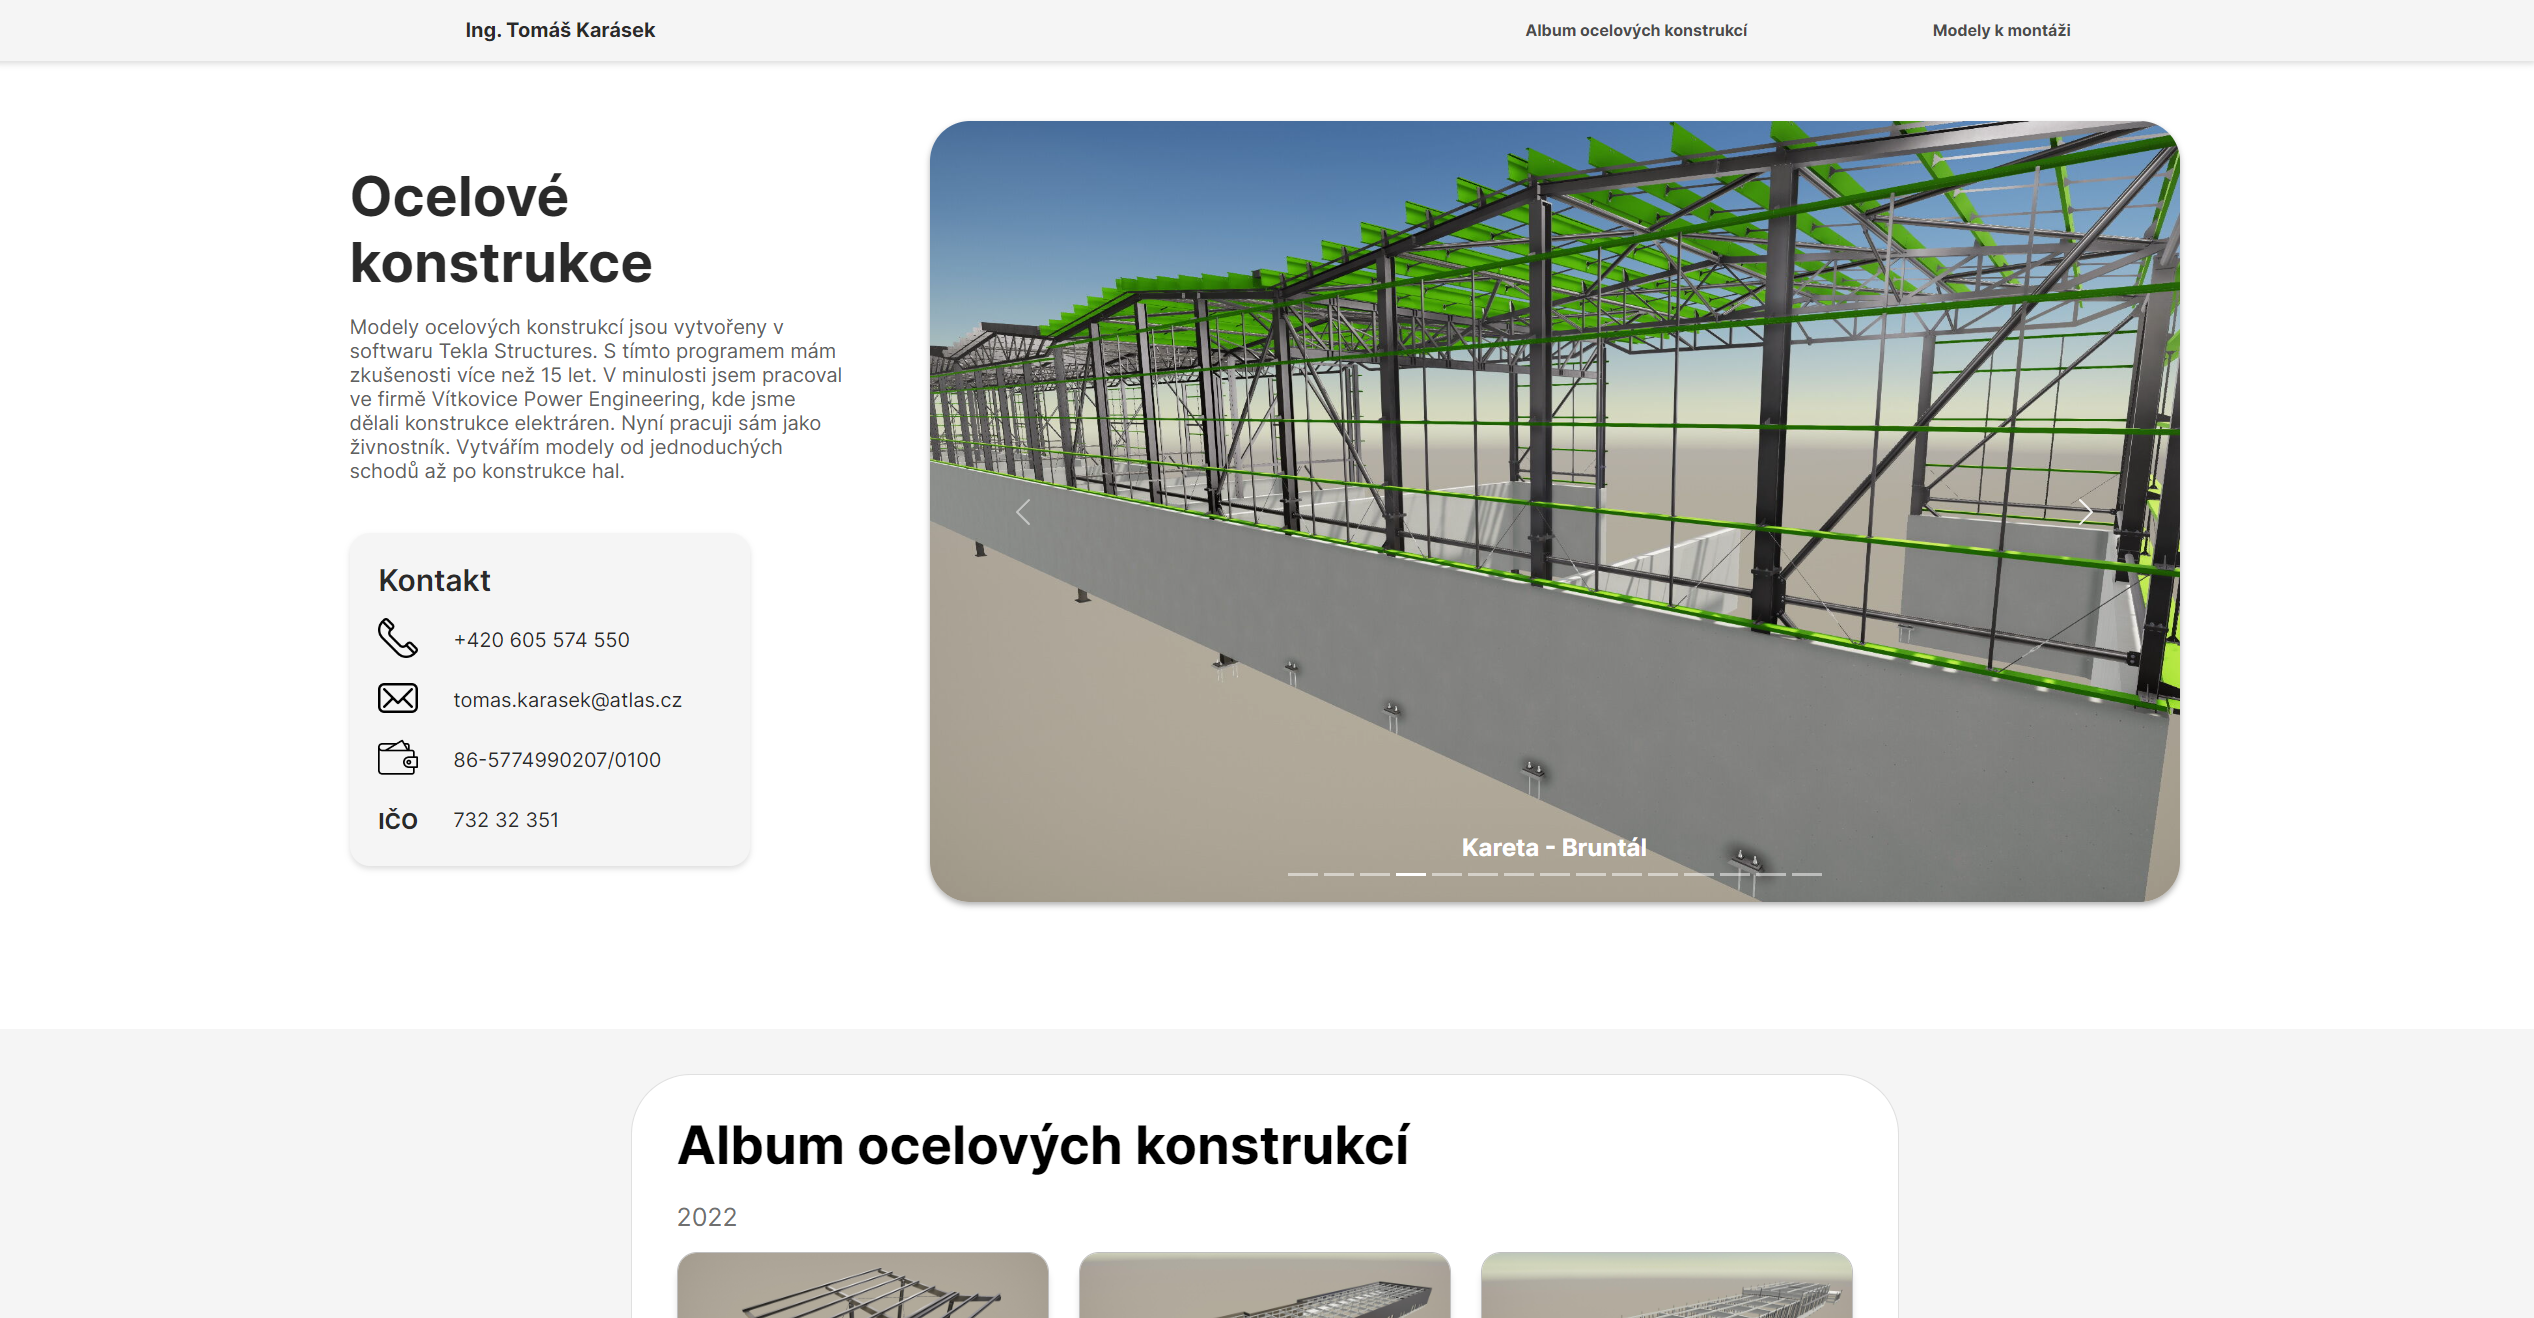 Ing. Tomáš Karásek
Album ocelových konstrukcí
Modely k montáži
Ocelové
konstrukce
Modely ocelových konstrukcí jsou vytvořeny v
softwaru Tekla Structures. S tímto programem mám
zkušenosti více než 15 let. V minulosti jsem pracoval
ve firmě Vítkovice Power Engineering, kde jsme
dělali konstrukce elektráren. Nyní pracuji sám jako
živnostník. Vytvářím modely od jednoduchých
schodů až po konstrukce hal.
Kontakt
+420 605 574 550
tomas.karasek@atlas.cz
86-5774990207/0100
IČO 732 32 351
Kareta - Bruntál
Album ocelových konstrukcí
2022